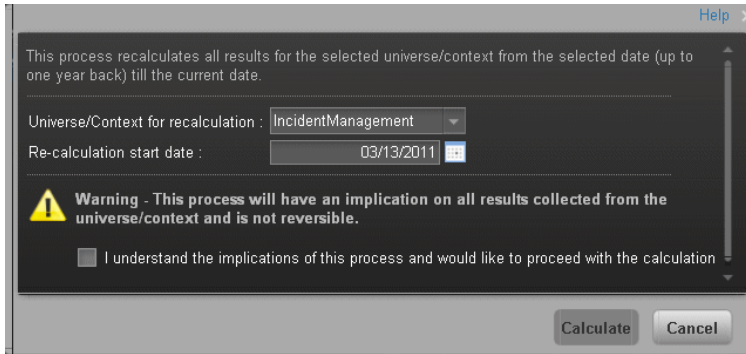 Help
This process recalculates all results for the selected universe/context from the selected date (up to
one year back) till the current date.
Universe/Context for recalculation : IncidentManagement
Re-calculation start date : 03/13/2011
Warning - This process will have an implication on all results collected from the
universe/context and is not reversible.
I understand the implications of this process and would like to proceed with the calculation
Calculate Cancel